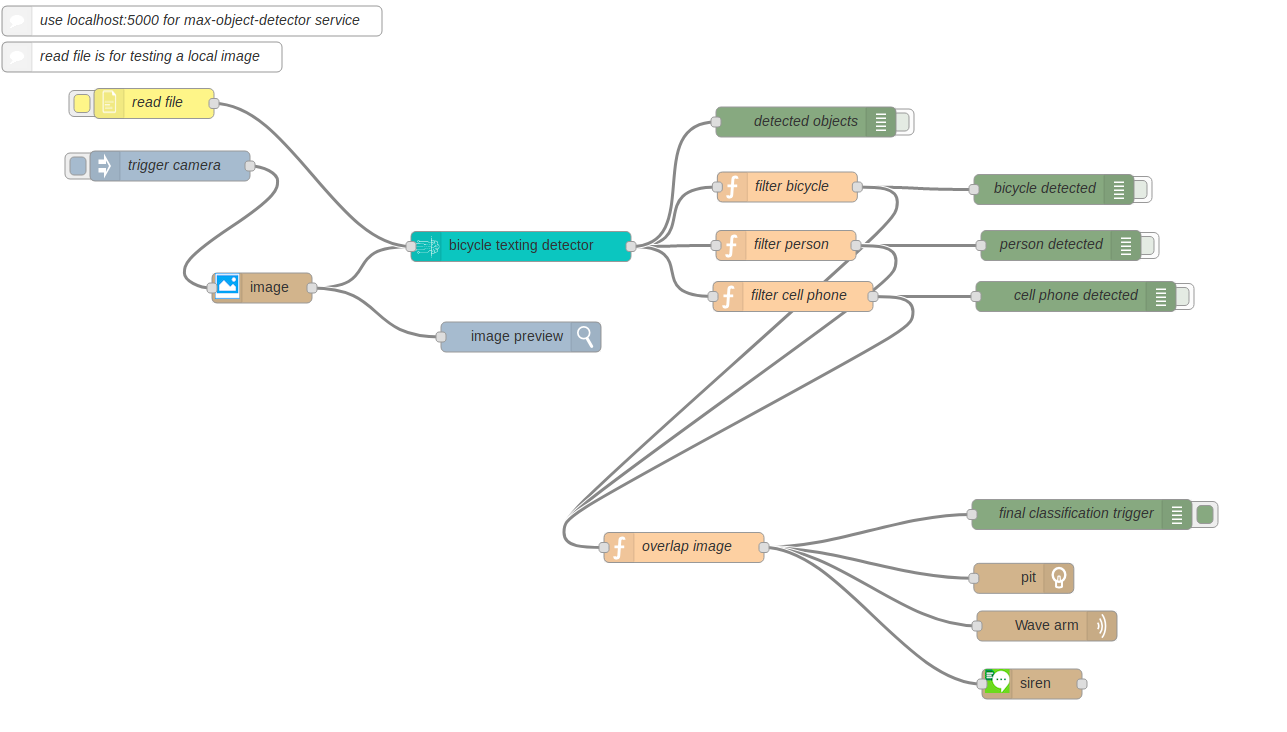 use localhost:5000 for max-object-detector service
read file is for testing a local image
read file
trigger camera
image
bicycle texting detector
image preview
detected objects
filter bicycle
filter person
filter cell phone
bicycle detected
person detected
cell phone detected
overlap image
final classification trigger
pit
Wave arm
siren